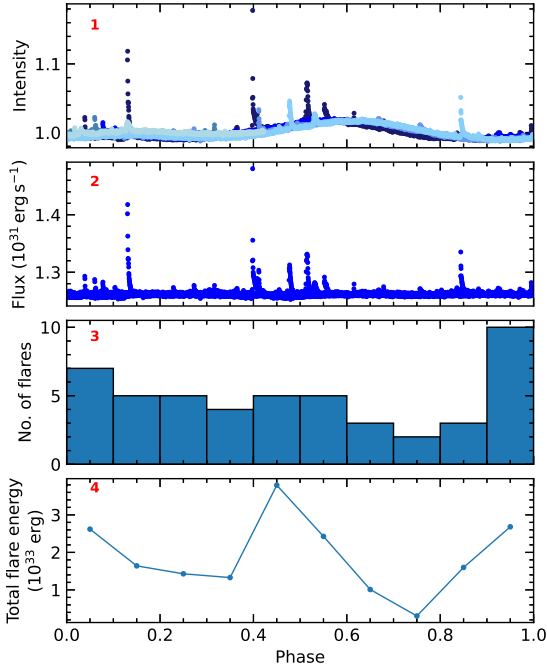 1
Intensity
1.1
1.0
2
Flux (10³¹ erg s⁻¹)
1.4
1.3
3
No. of flares
10
5
0
4
Total flare energy
(10³³ erg)
3
2
1
0.0 0.2 0.4 0.6 0.8 1.0
Phase